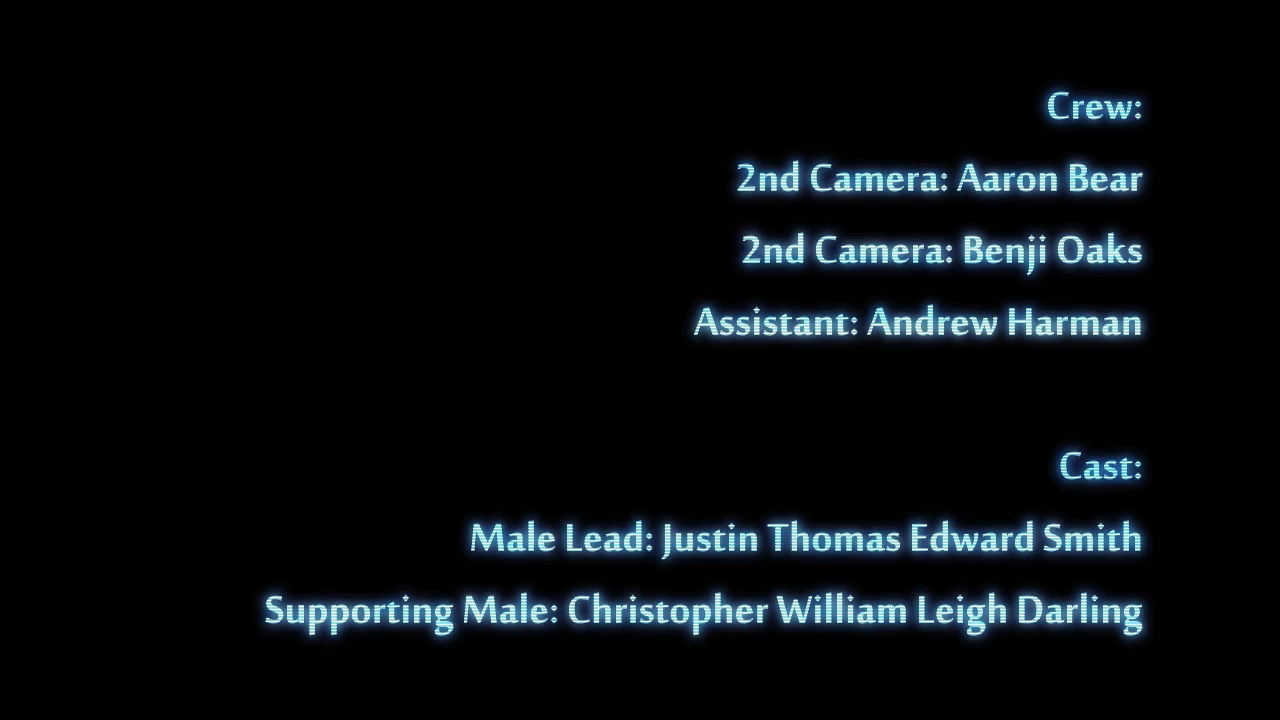 Crew:
2nd Camera: Aaron Bear
2nd Camera: Benji Oaks
Assistant: Andrew Harman
Cast:
Male Lead: Justin Thomas Edward Smith
Supporting Male: Christopher William Leigh Darling